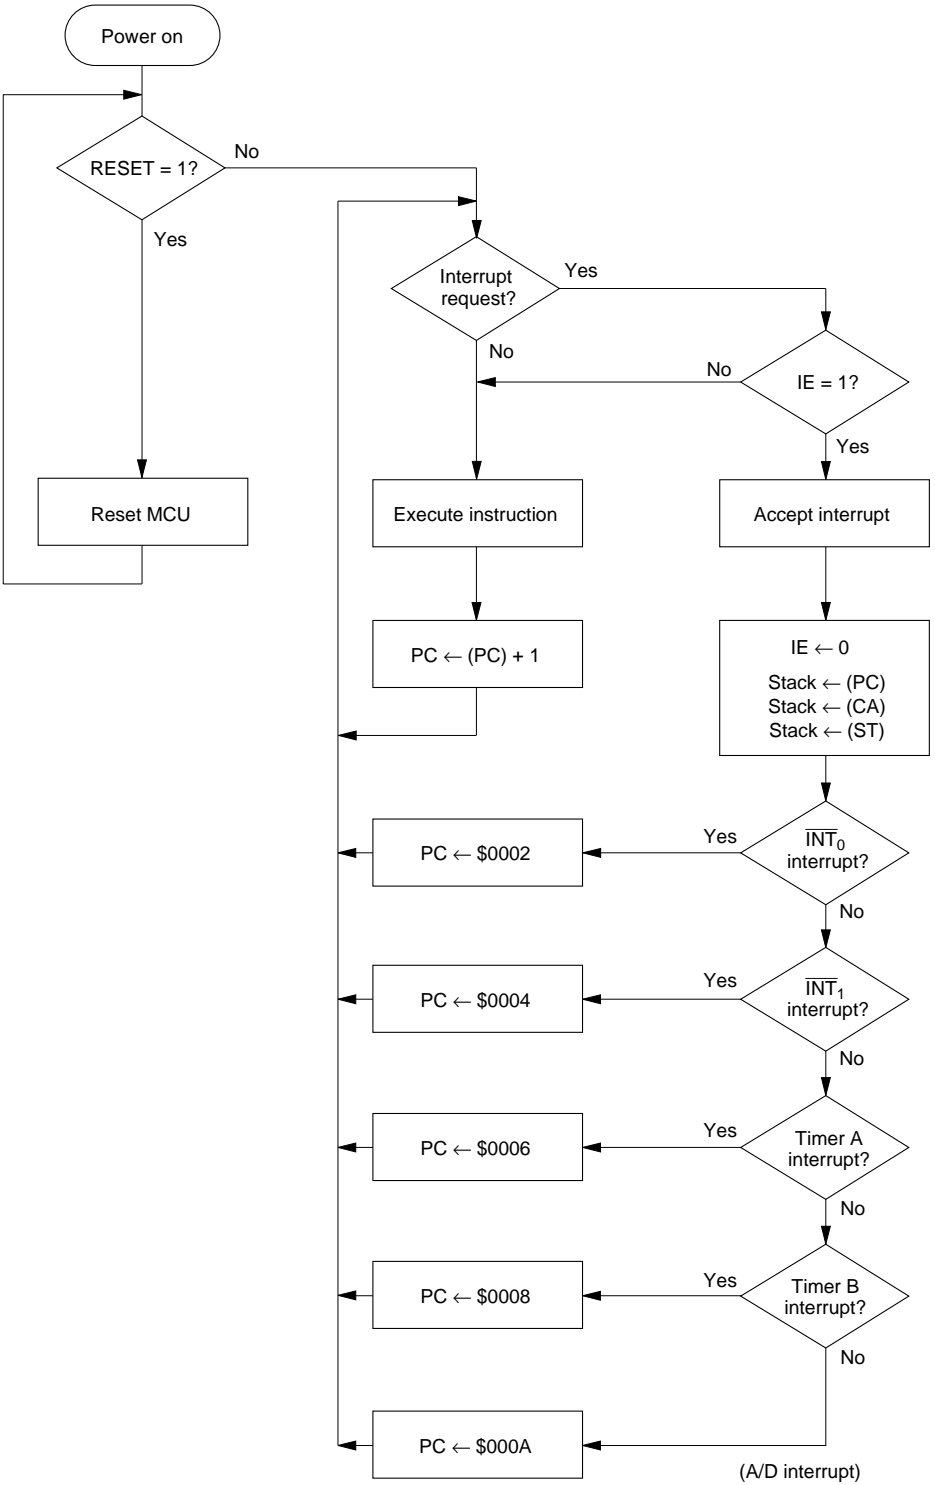 Power on
RESET = 1?
No
Yes
Reset MCU
Interrupt
request?
Yes
No
IE = 1?
No
Yes
Execute instruction
Accept interrupt
PC ← (PC) + 1
IE ← 0
Stack ← (PC)
Stack ← (CA)
Stack ← (ST)
PC ← $0002
Yes
I̅N̅T̅₀
interrupt?
No
PC ← $0004
Yes
I̅N̅T̅₁
interrupt?
No
PC ← $0006
Yes
Timer A
interrupt?
No
PC ← $0008
Yes
Timer B
interrupt?
No
PC ← $000A
(A/D interrupt)